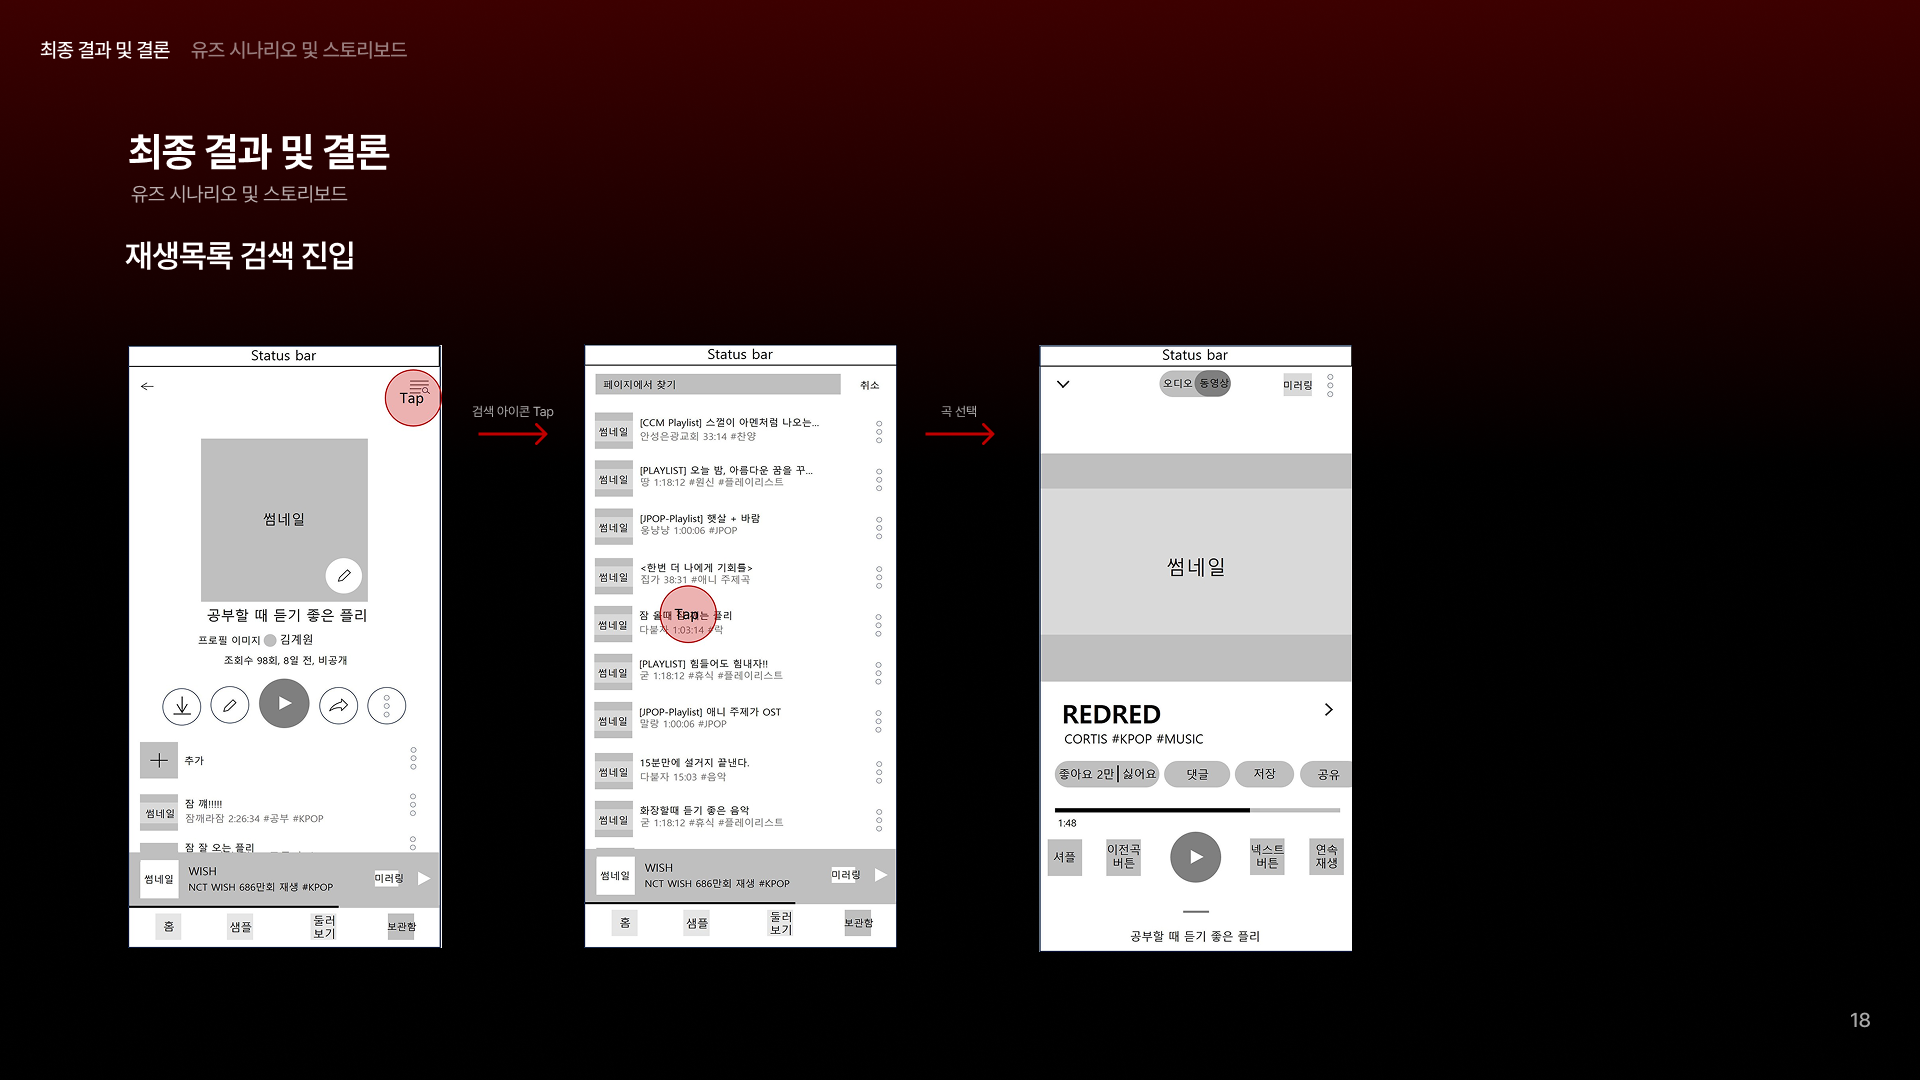 최종 결과 및 결론 유즈 시나리오 및 스토리보드
최종 결과 및 결론
유즈 시나리오 및 스토리보드
재생목록 검색 진입
Status bar
Tap
썸네일
공부할 때 듣기 좋은 플리
프로필 이미지 김계원
조회수 98회, 8일 전, 비공개
추가
썸네일
잠 깨!!!!!
잠깨라잠 2:26:34 #공부 #KPOP
잠 잘 오는 플리
썸네일
WISH
NCT WISH 686만회 재생 #KPOP
미러링
홈
샘플
둘러
보기
보관함
검색 아이콘 Tap
Status bar
페이지에서 찾기
취소
썸네일
[CCM Playlist] 스껄이 아멘처럼 나오는...
안성은광교회 33:14 #찬양
썸네일
[PLAYLIST] 오늘 밤, 아름다운 꿈을 꾸...
땅 1:18:12 #원신 #플레이리스트
썸네일
[JPOP-Playlist] 햇살 + 바람
웅냥냥 1:00:06 #JPOP
썸네일
<한번 더 나에게 기회를>
집가 38:31 #애니 주제곡
썸네일
잠 올때 는 플리
Tap
다붙자 1:03:14 #락
썸네일
[PLAYLIST] 힘들어도 힘내자!!
굳 1:18:12 #휴식 #플레이리스트
썸네일
[JPOP-Playlist] 애니 주제가 OST
말랑 1:00:06 #JPOP
썸네일
15분만에 설거지 끝낸다.
다붙자 15:03 #음악
썸네일
화장할때 듣기 좋은 음악
굳 1:18:12 #휴식 #플레이리스트
썸네일
WISH
NCT WISH 686만회 재생 #KPOP
미러링
홈
샘플
둘러
보기
보관함
곡 선택
Status bar
오디오 동영상
미러링
썸네일
REDRED
CORTIS #KPOP #MUSIC
좋아요 2만 싫어요
댓글
저장
공유
1:48
셔플
이전곡
버튼
넥스트
버튼
연속
재생
공부할 때 듣기 좋은 플리
18